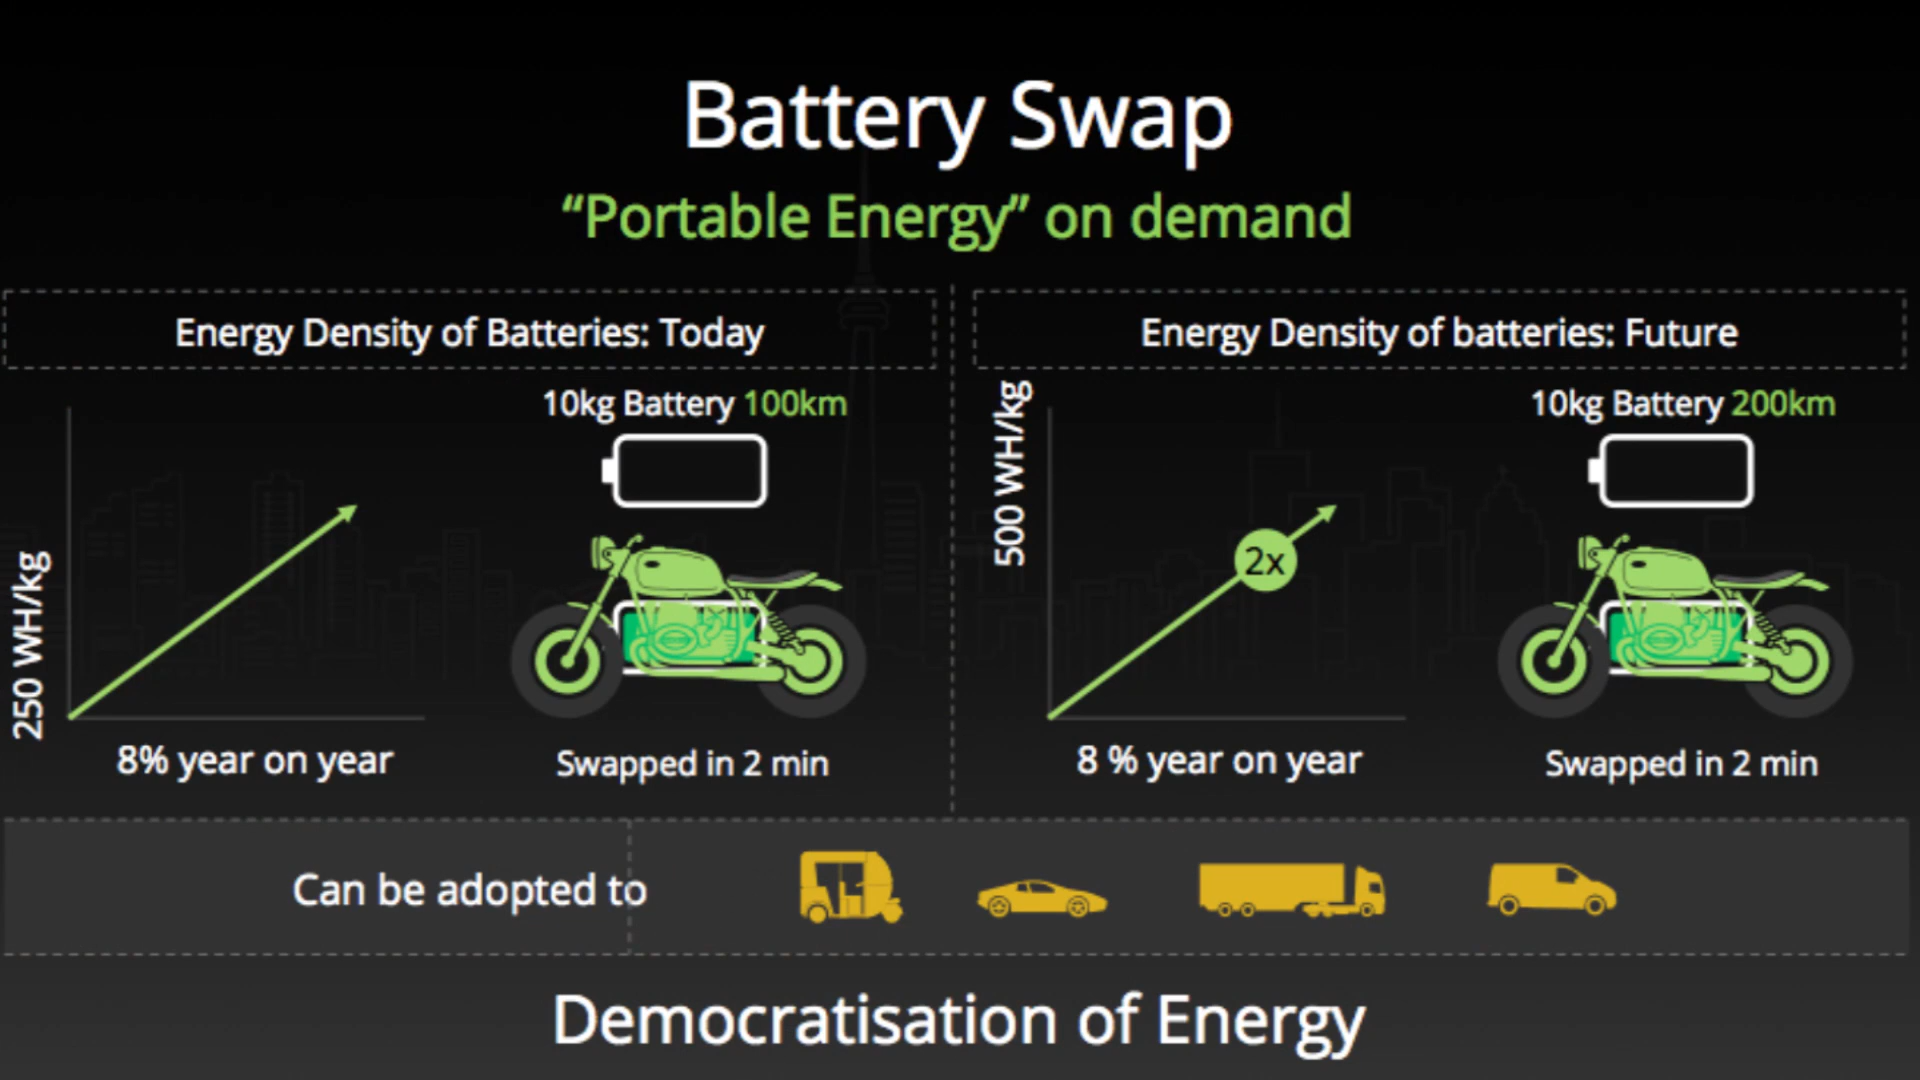 Battery Swap
“Portable Energy” on demand
Energy Density of Batteries: Today
10kg Battery 100km
250 WH/kg
8% year on year
Swapped in 2 min
Energy Density of batteries: Future
10kg Battery 200km
500 WH/kg
2x
8 % year on year
Swapped in 2 min
Can be adopted to
Democratisation of Energy